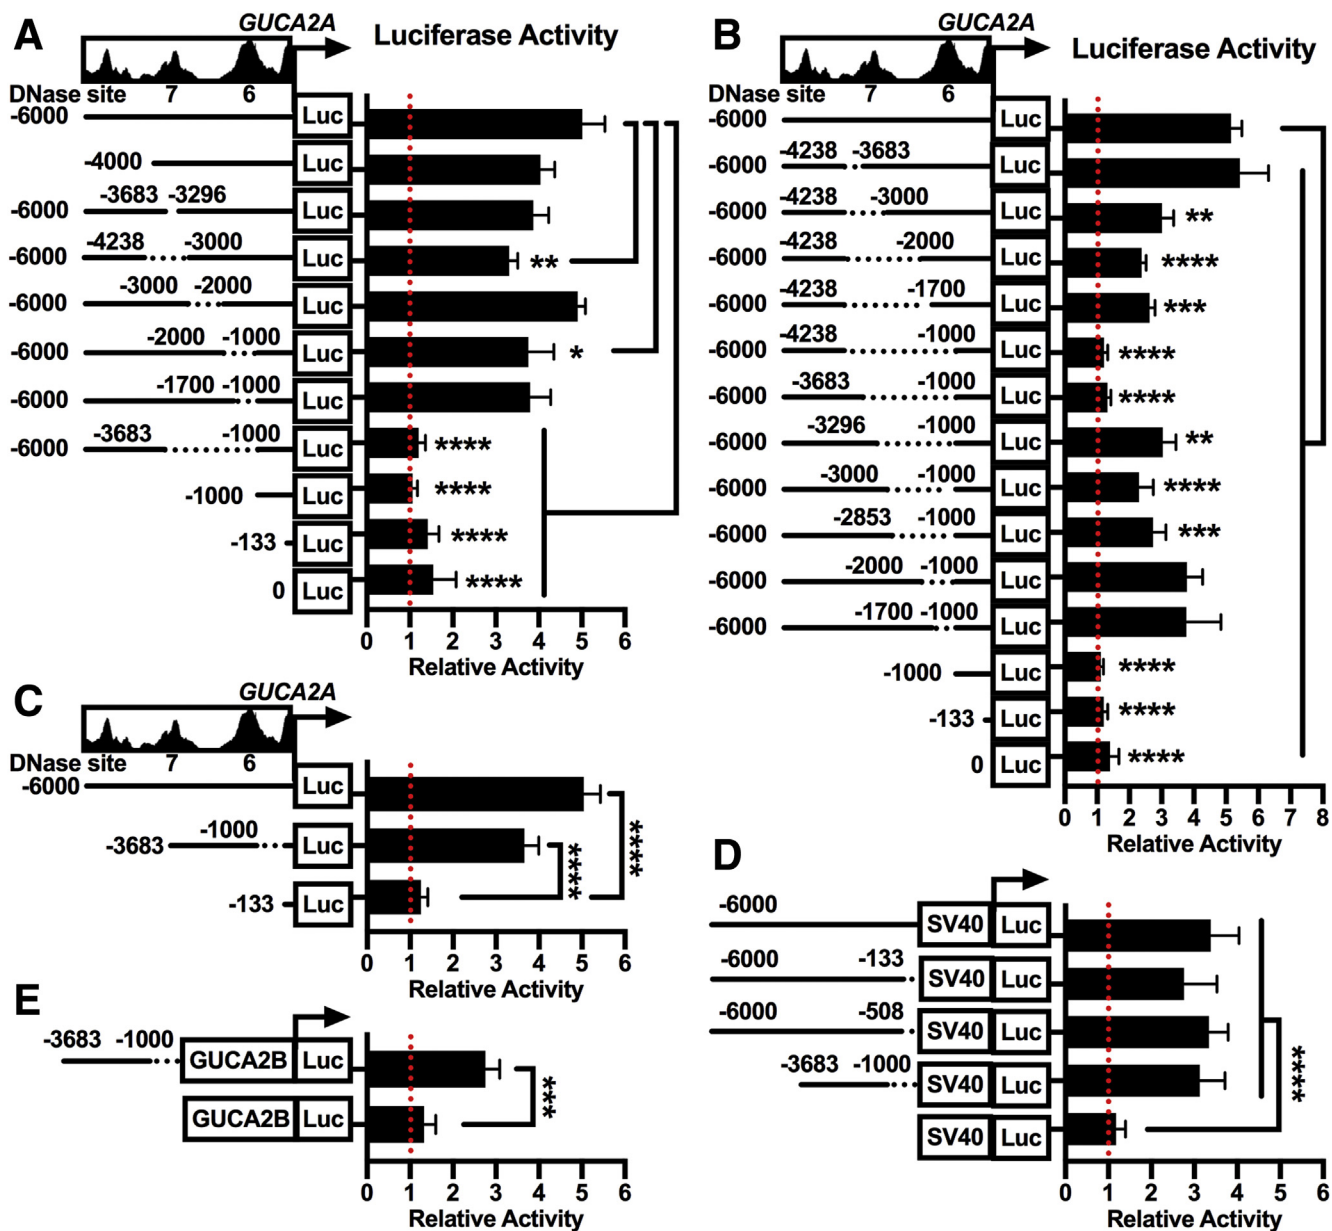 A
GUCA2A
Luciferase Activity
DNase site 7 6
-6000 Luc
-4000 Luc
-3683 -3296
-6000 Luc
-4238 -3000
-6000 Luc **
-3000 -2000
-6000 Luc
-2000 -1000
-6000 Luc *
-1700 -1000
-6000 Luc
-3683 -1000
-6000 Luc ****
-1000 Luc ****
-133 Luc ****
0 Luc ****
0 1 2 3 4 5 6
Relative Activity
B
GUCA2A
Luciferase Activity
DNase site 7 6
-6000 Luc
-4238 -3683
-6000 Luc
-4238 -3000
-6000 Luc **
-4238 -2000
-6000 Luc ****
-4238 -1700
-6000 Luc ***
-4238 -1000
-6000 Luc ****
-3683 -1000
-6000 Luc ****
-3296 -1000
-6000 Luc **
-3000 -1000
-6000 Luc ****
-2853 -1000
-6000 Luc ***
-2000 -1000
-6000 Luc
-1700 -1000
-6000 Luc
-1000 Luc ****
-133 Luc ****
0 Luc ****
0 1 2 3 4 5 6 7 8
Relative Activity
C
GUCA2A
DNase site 7 6
-6000 Luc
-1000
-3683 Luc
-133 Luc
****
****
0 1 2 3 4 5 6
Relative Activity
D
-6000
SV40 Luc
-6000 -133
SV40 Luc
-6000 -508
SV40 Luc
-3683 -1000
SV40 Luc
SV40 Luc
****
0 1 2 3 4 5 6
Relative Activity
E
-3683 -1000
GUCA2B Luc
GUCA2B Luc
***
0 1 2 3 4 5 6
Relative Activity